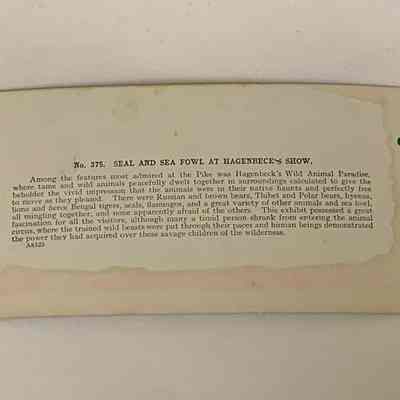 No. 375. SEAL AND SEA FOWL AT HAGENBECK'S SHOW.
Among the features most admired at the Pike was Hagenbeck's Wild Animal Paradise,
where tame and wild animals peacefully dwelt together in surroundings calculated to give the
beholder the vivid impression that the animals were in their native haunts and perfectly free
to move as they pleased. There were Russian and brown bears, Thibet and Polar bears, hyenas,
lions and fierce Bengal tigers, seals, flamingos, and a great variety of other animals and sea fowl,
all mingling together, and none apparently afraid of the others. This exhibit possessed a great
fascination for all the visitors, although many a timid person shrank from entering the animal
circus, where the trained wild beasts were put through their paces and human beings demonstrated
the power they had acquired over these savage children of the wilderness.
A8525